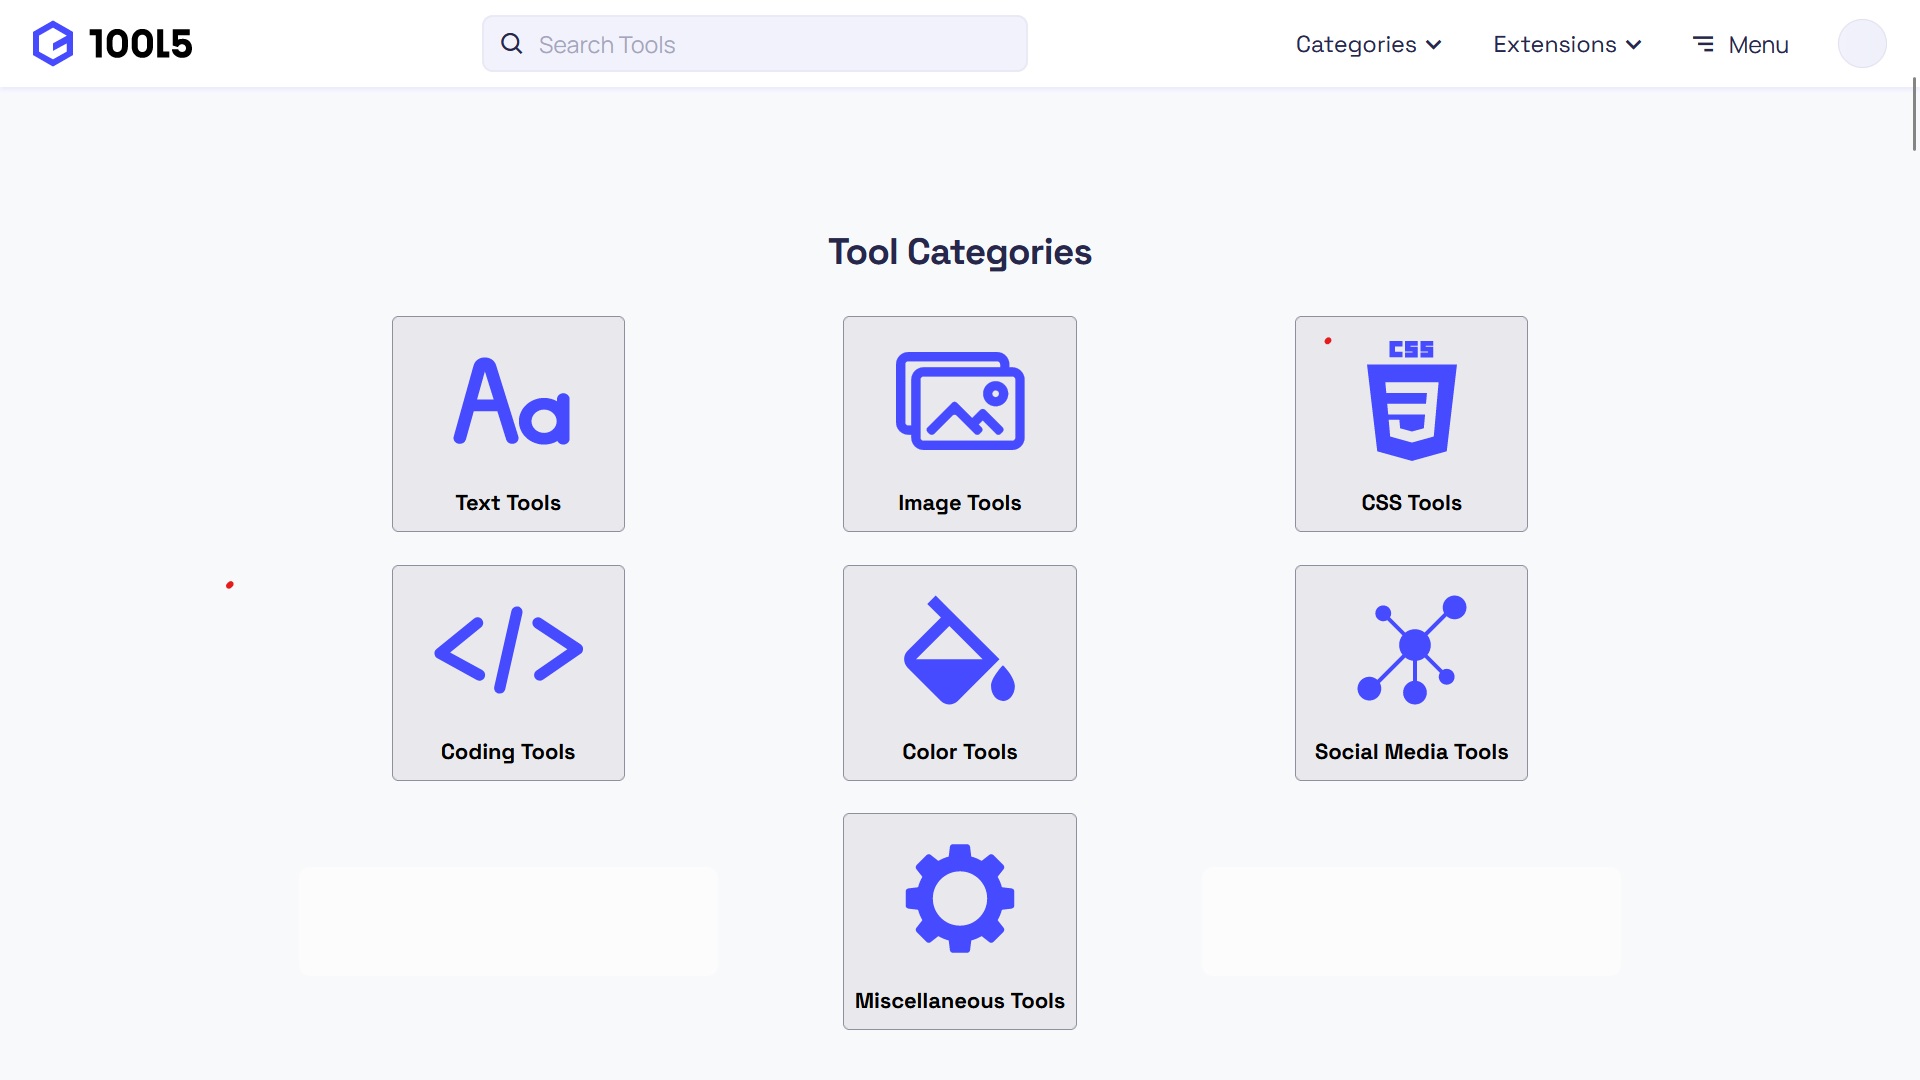 10015
Search Tools
Categories
Extensions
Menu
Tool Categories
Aa
CSS
Text Tools
Image Tools
CSS Tools
</>
Coding Tools
Color Tools
Social Media Tools
Miscellaneous Tools